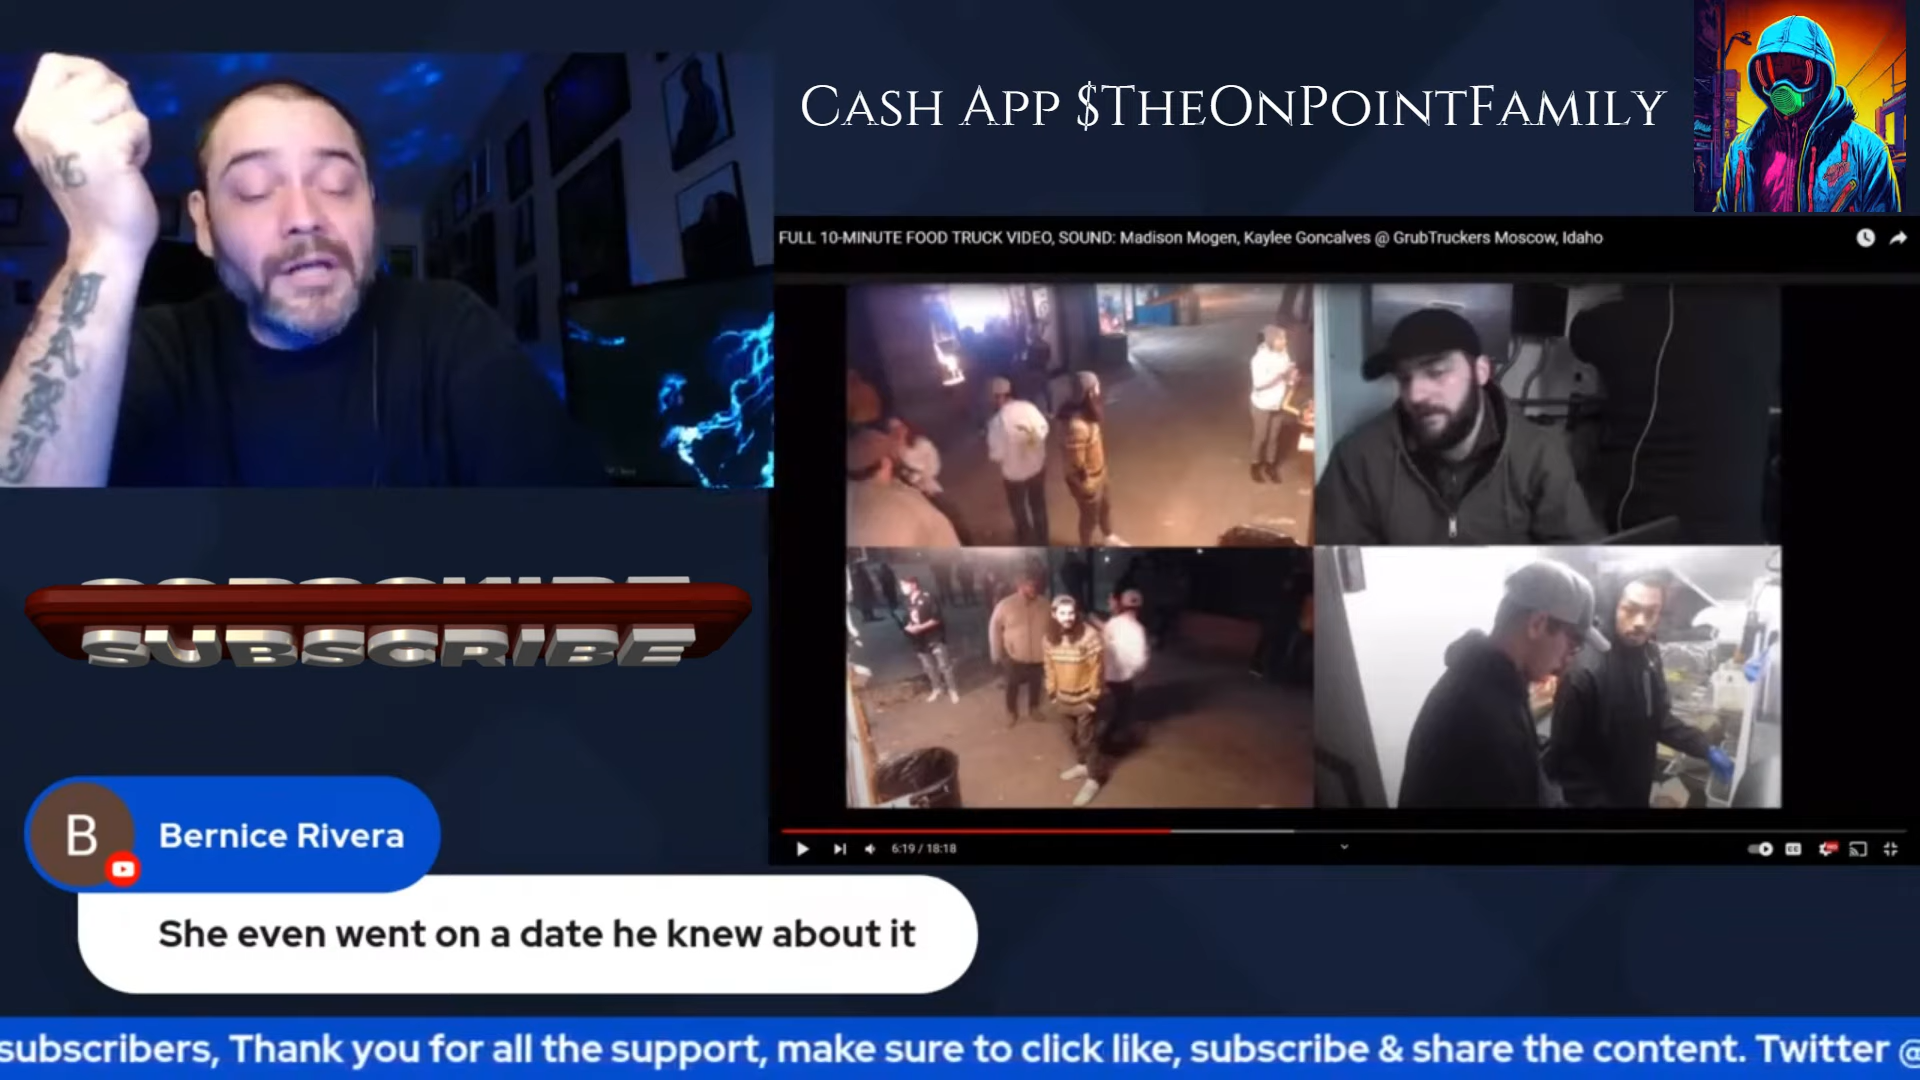 CASH APP $THEONPOINTFAMILY
FULL 10-MINUTE FOOD TRUCK VIDEO, SOUND: Madison Mogen, Kaylee Goncalves @ GrubTruckers Moscow, Idaho
SUBSCRIBE
6:19 / 18:18
B
Bernice Rivera
She even went on a date he knew about it
subscribers, Thank you for all the support, make sure to click like, subscribe & share the content. Twitter @